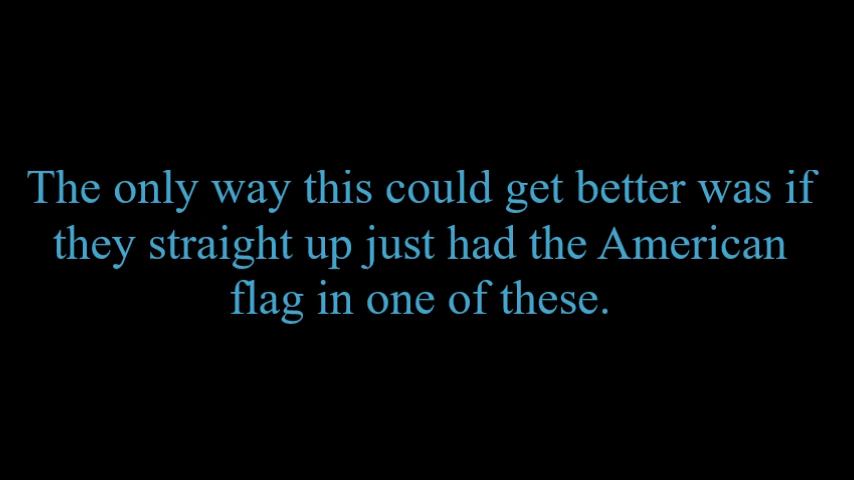 The only way this could get better was if
they straight up just had the American
flag in one of these.